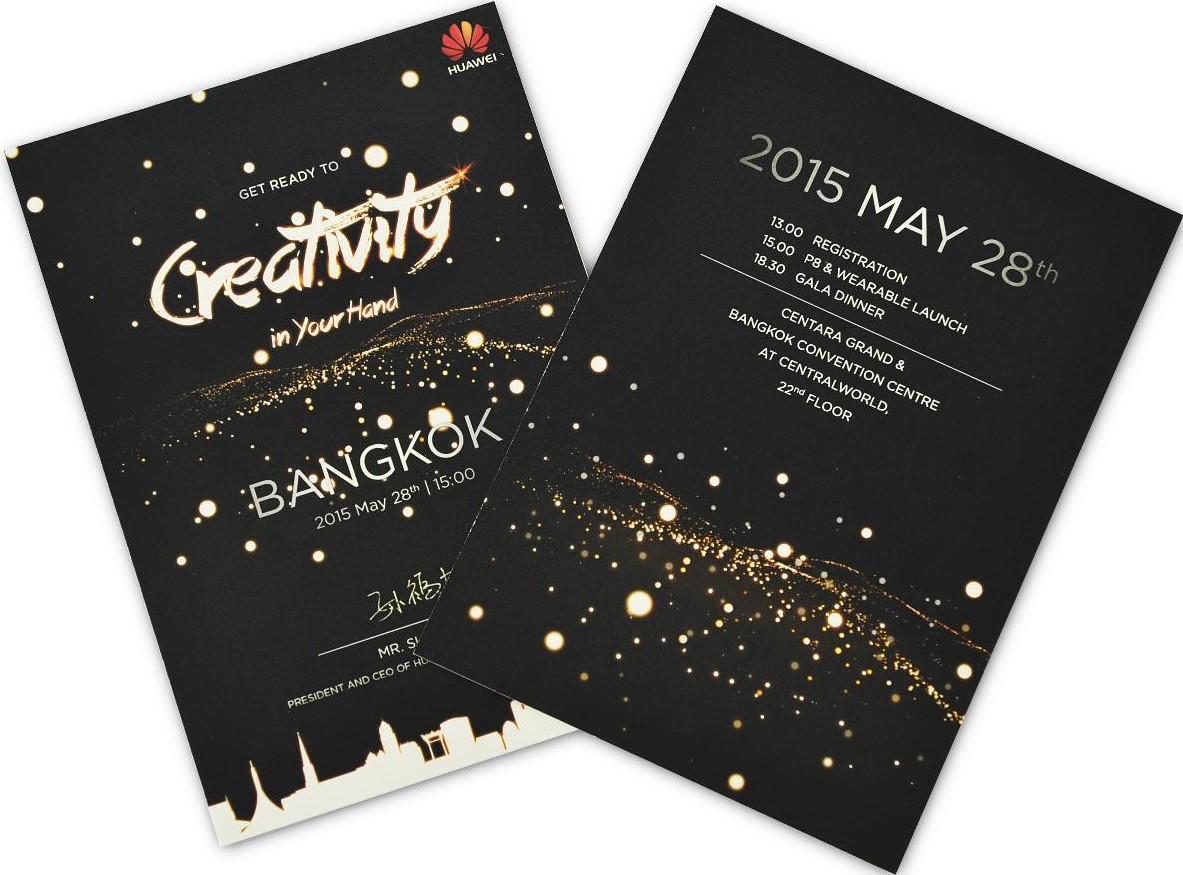 HUAWEI
GET READY TO
Creativity
in Your Hand
BANGKOK
2015 May 28th | 15:00
MR.
PRESIDENT AND CEO OF
2015 MAY 28th
13.00 REGISTRATION
15.00 P8 & WEARABLE LAUNCH
18.30 GALA DINNER
CENTARA GRAND &
BANGKOK CONVENTION CENTRE
AT CENTRALWORLD,
22nd FLOOR